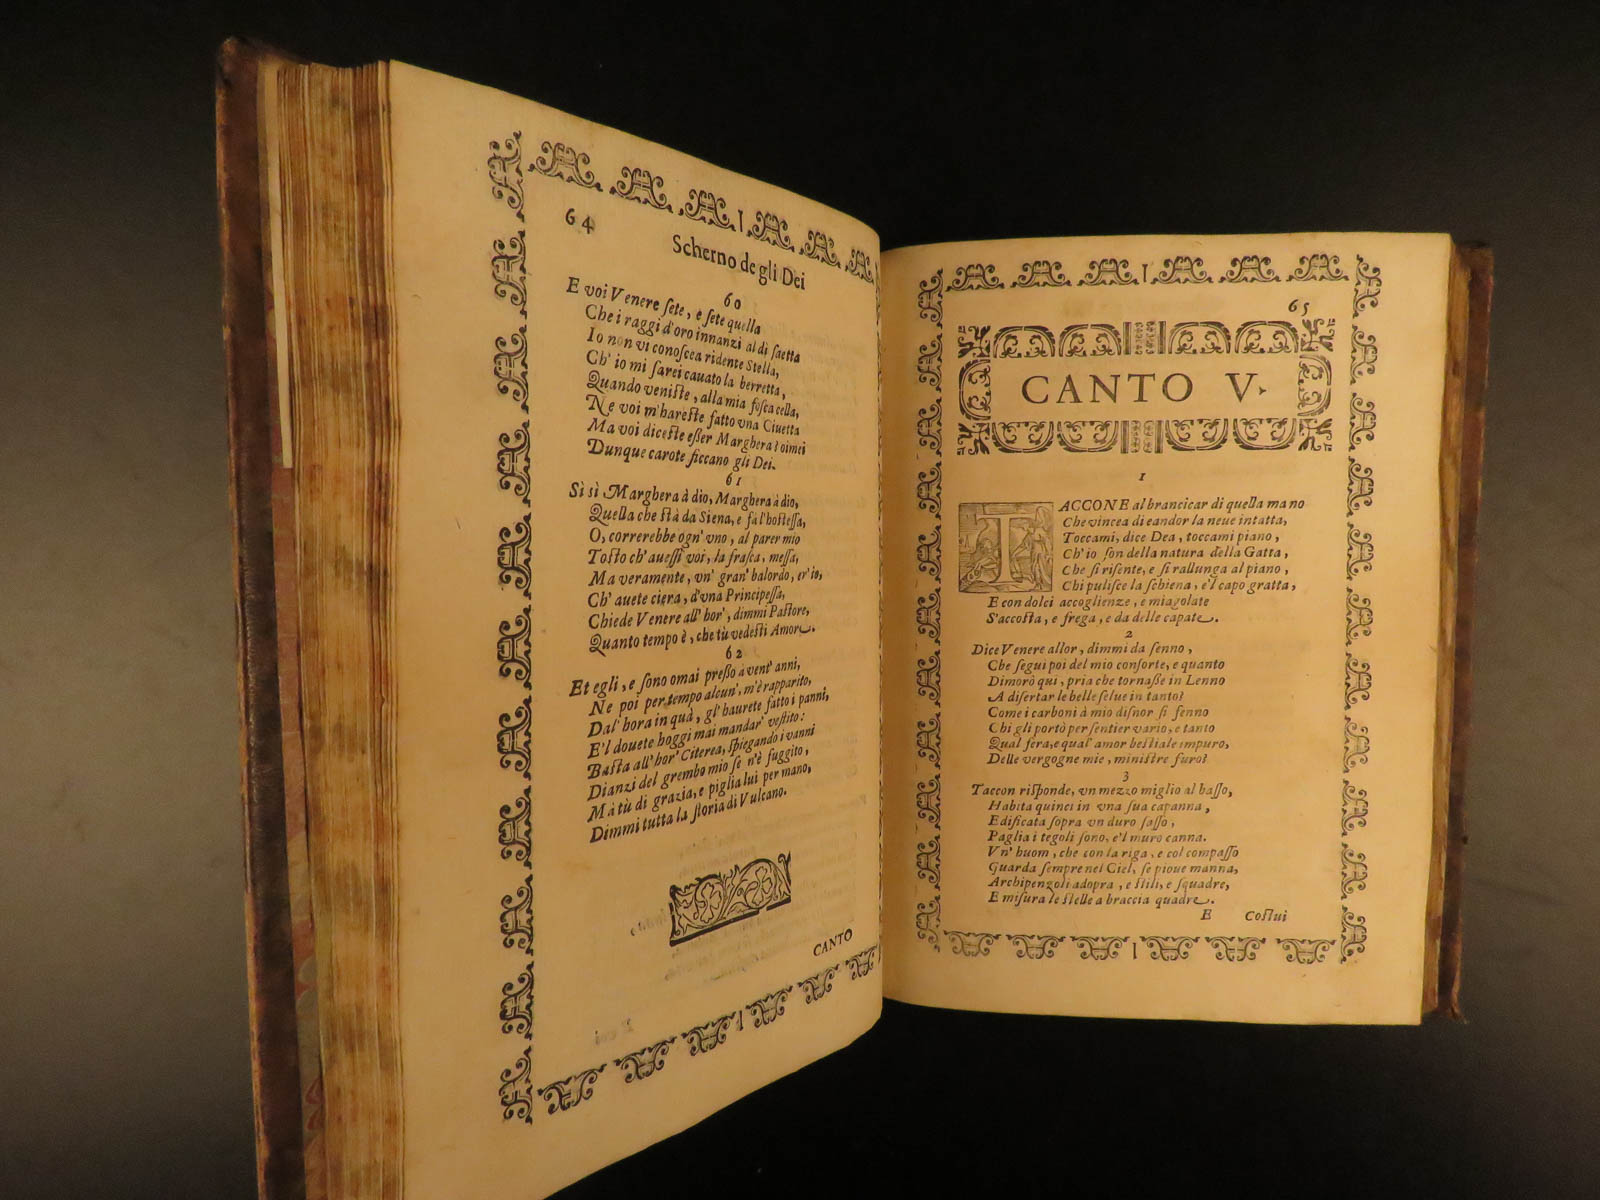 64
Scherno degli Dei
60
E voi Venere ſete, e ſete quella
Che i raggi d'oro innanzi al di ſaetta
Io non vi conoſcea ridente Stella,
Ch' io mi ſarei cauato la berretta,
Quando veniſte, alla mia foſca cella,
Ne voi m'hareſte fatto vna Ciuetta
Ma voi diceſte eſſer Marghera? oimei
Dunque carote ficcano gli Dei.
61
Sì sì Marghera à dio, Marghera à dio,
Quella che ſtà da Siena, e fà l'hoſteſſa,
O, correrebbe ogn' vno, al parer mio
Toſto ch' aueſſi voi, la fraſca, meſſa,
Ma veramente, vn' gran' balordo, er' io,
Ch' auete ciera, d'vna Principeſſa,
Chiede Venere all' hor', dimmi Paſtore,
Quanto tempo è, che tù vedeſti Amore.
62
Et egli, e ſono omai preſſo à vent' anni,
Ne poi per tempo alcun', m'è rapparito,
Dal' hora in quà, gl' haurete fatto i panni,
E'l douete hoggi mai mandar' veſtito:
Baſta all' hor' Citerea, ſpiegando i vanni
Dianzi del grembo mio ſe n'è fuggito,
Mà tù di grazia, e piglia lui per mano,
Dimmi tutta la ſtoria di Vulcano.
CANTO
65
CANTO V.
1
TACCONE al brancicar di quella mano
Che vincea di candor la neue intatta,
Toccami, dice Dea, toccami piano,
Ch' io ſon della natura della Gatta,
Che ſi riſente, e ſi rallunga al piano,
Chi puliſce la ſchiena, e'l capo gratta,
E con dolci accoglienze, e miagolate
S'accoſta, e frega, e da delle capate.
2
Dice Venere allor, dimmi da ſenno,
Che ſegui poi del mio conſorte, e quanto
Dimorò qui, pria che tornaſſe in Lenno
A diſertar le belle ſelue in tanto?
Come i carboni à mio diſnor ſi fenno
Chi gli portò per ſentier vario, e tanto
Qual fera, e qual' amor beſtiale impuro,
Delle vergogne mie, miniſtre furo?
3
Taccon riſponde, vn mezzo miglio al baſſo,
Habita quinci in vna ſua capanna,
Edificata ſopra vn duro ſaſſo,
Paglia i tegoli ſono, e'l muro canna.
Vn' huom, che con la riga, e col compaſſo
Guarda ſempre nel Ciel, ſe pioue manna,
Archipenzoli adopra, e ſtili, e ſquadre,
E miſura le ſtelle a braccia quadre.
E Coſtui